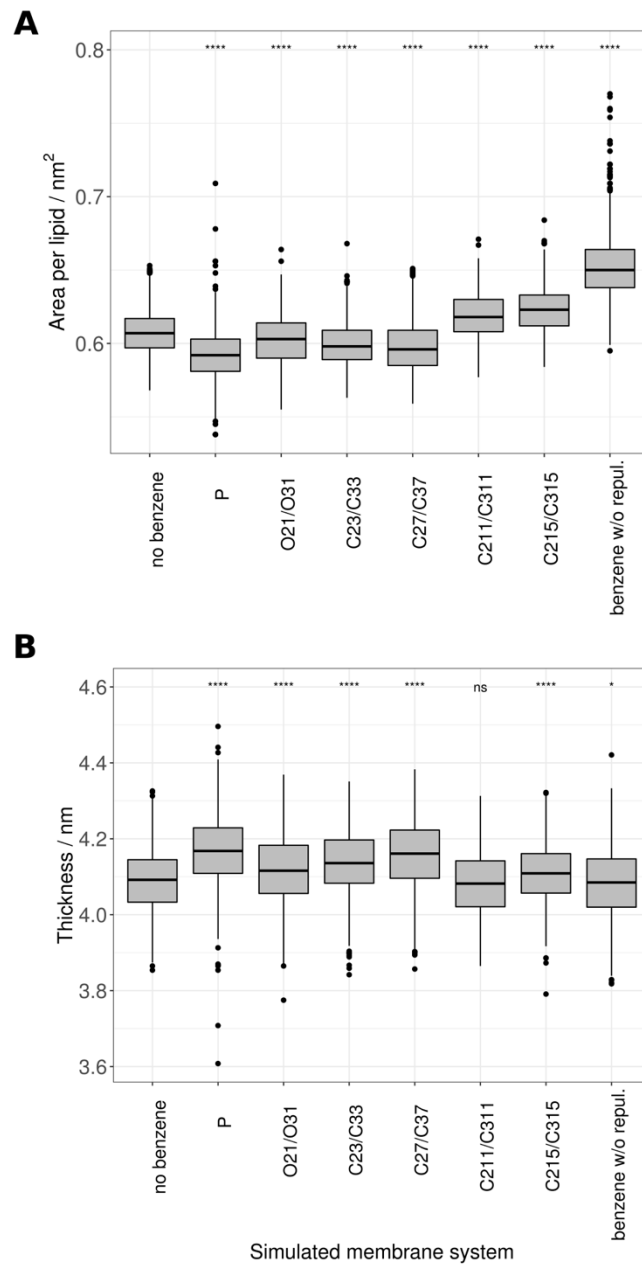 A
**** **** **** **** **** **** ****
0.8
0.7
0.6
Area per lipid / nm²
no benzene
P
O21/O31
C23/C33
C27/C37
C211/C311
C215/C315
benzene w/o repul.
B
**** **** **** **** ns **** *
4.6
4.4
4.2
4.0
3.8
3.6
Thickness / nm
no benzene
P
O21/O31
C23/C33
C27/C37
C211/C311
C215/C315
benzene w/o repul.
Simulated membrane system